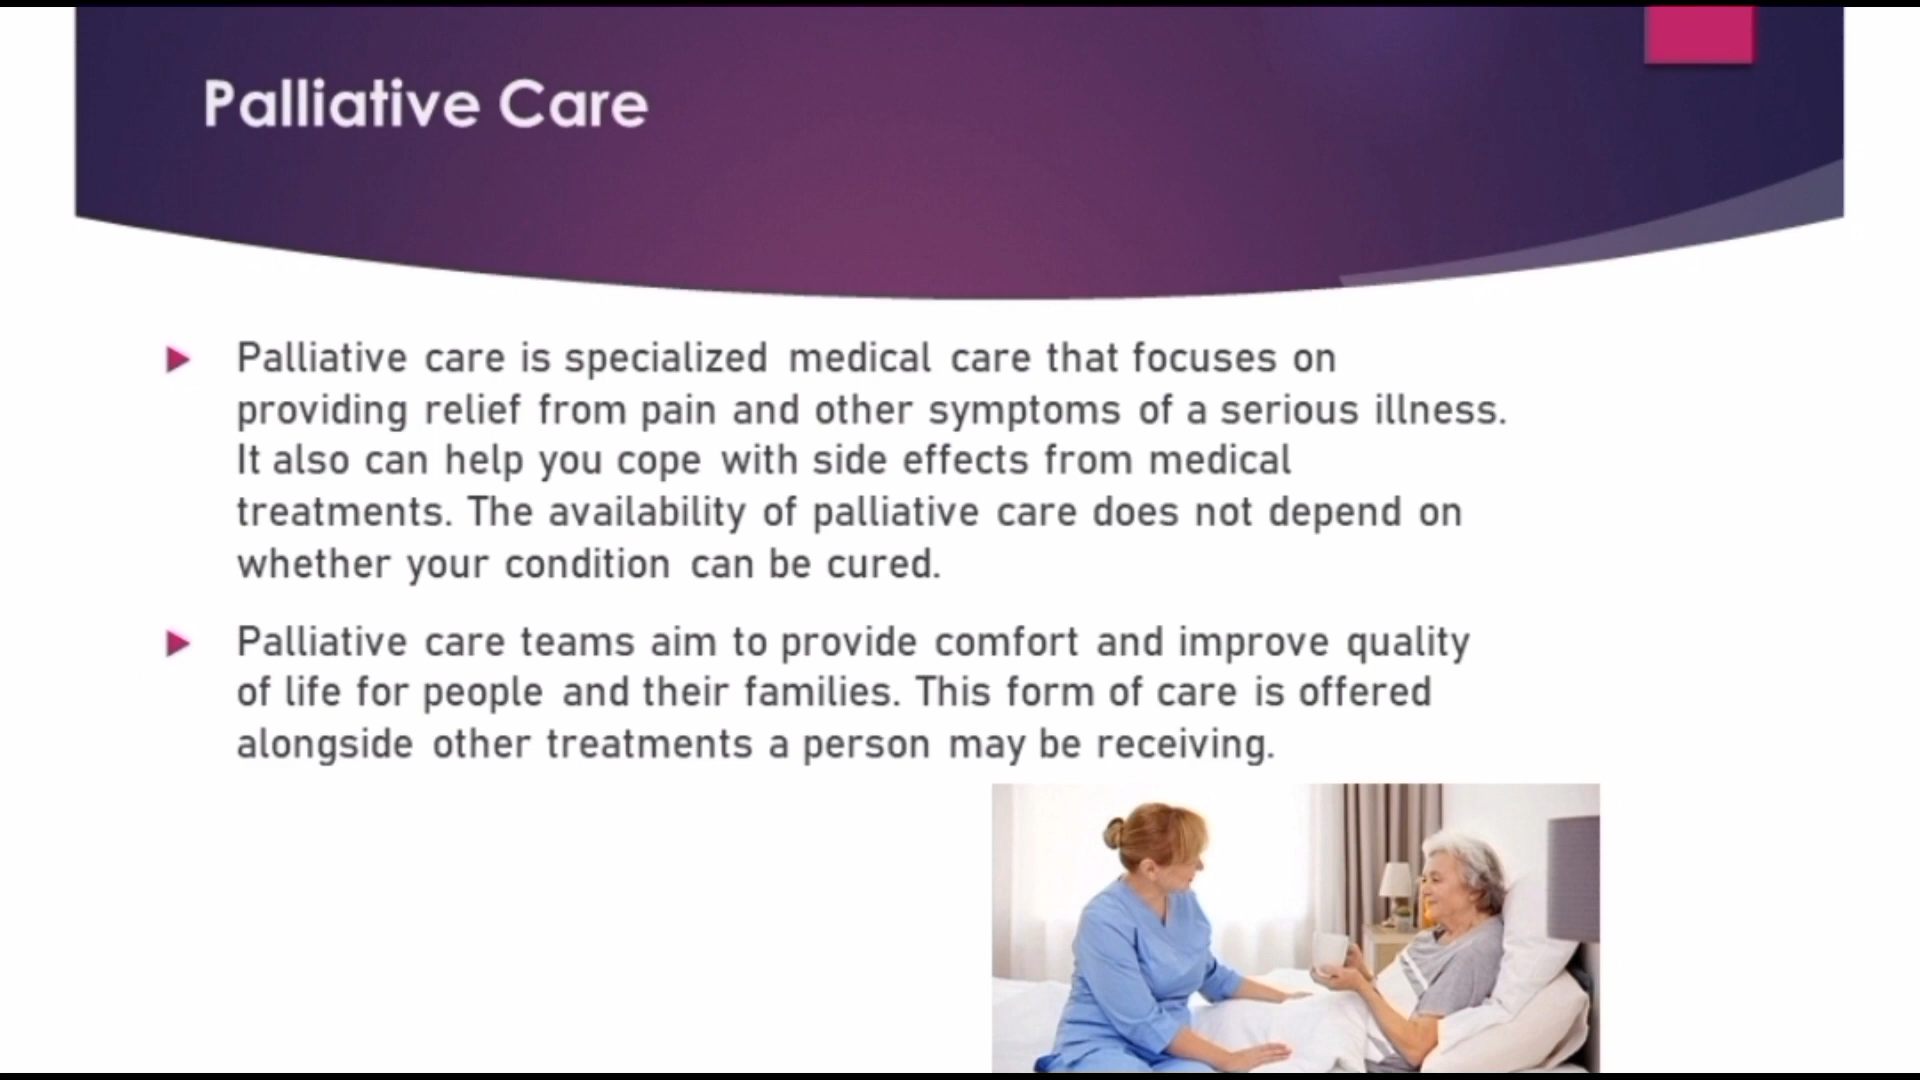 Palliative Care
Palliative care is specialized medical care that focuses on
providing relief from pain and other symptoms of a serious illness.
It also can help you cope with side effects from medical
treatments. The availability of palliative care does not depend on
whether your condition can be cured.
Palliative care teams aim to provide comfort and improve quality
of life for people and their families. This form of care is offered
alongside other treatments a person may be receiving.